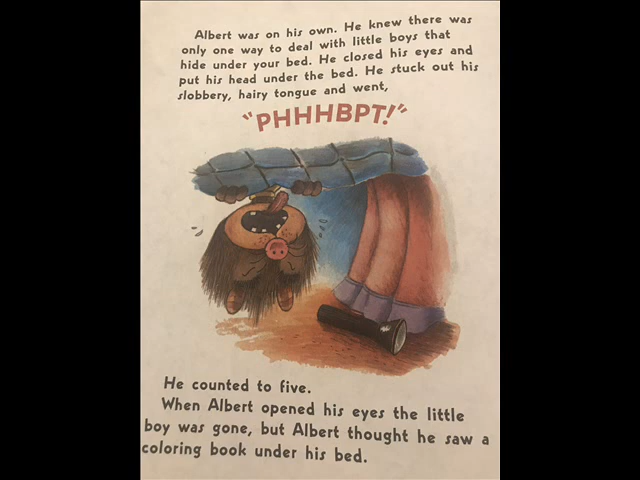 Albert was on his own. He knew there was
only one way to deal with little boys that
hide under your bed. He closed his eyes and
put his head under the bed. He stuck out his
slobbery, hairy tongue and went,
"PHHHBPT!"
He counted to five.
When Albert opened his eyes the little
boy was gone, but Albert thought he saw a
coloring book under his bed.